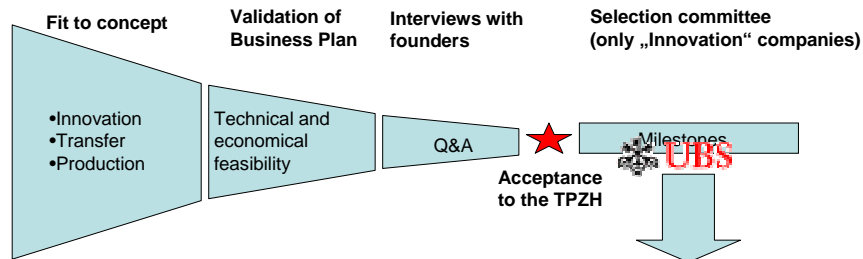 Fit to concept
Validation of
Business Plan
Interviews with
founders
Selection committee
(only „Innovation“ companies)
•Innovation
•Transfer
•Production
Technical and
economical
feasibility
Q&A
Milestones
UBS
Acceptance
to the TPZH